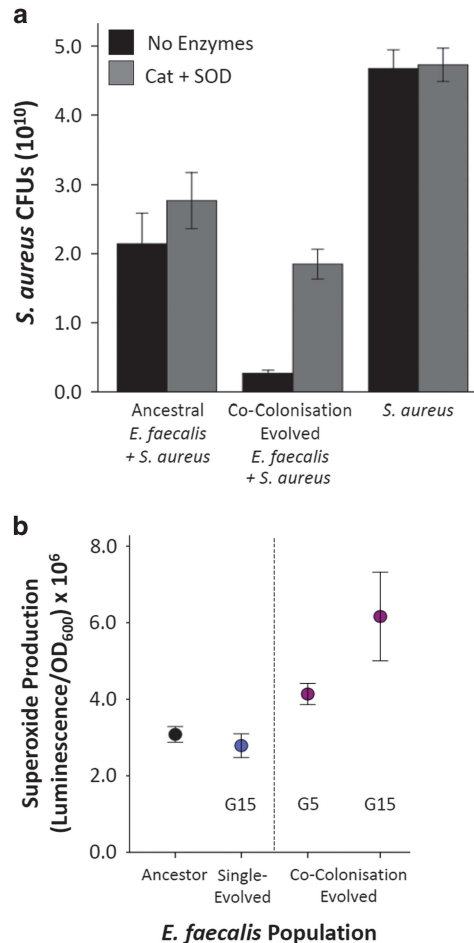 a
S. aureus CFUs (10¹⁰)
5.0
4.0
3.0
2.0
1.0
0.0
No Enzymes
Cat + SOD
Ancestral
E. faecalis
+ S. aureus
Co-Colonisation
Evolved
E. faecalis
+ S. aureus
S. aureus
b
Superoxide Production
(Luminescence/OD₆₀₀) x 10⁶
8.0
6.0
4.0
2.0
0.0
G15
G5
G15
Ancestor
Single-
Evolved
Co-Colonisation
Evolved
E. faecalis Population